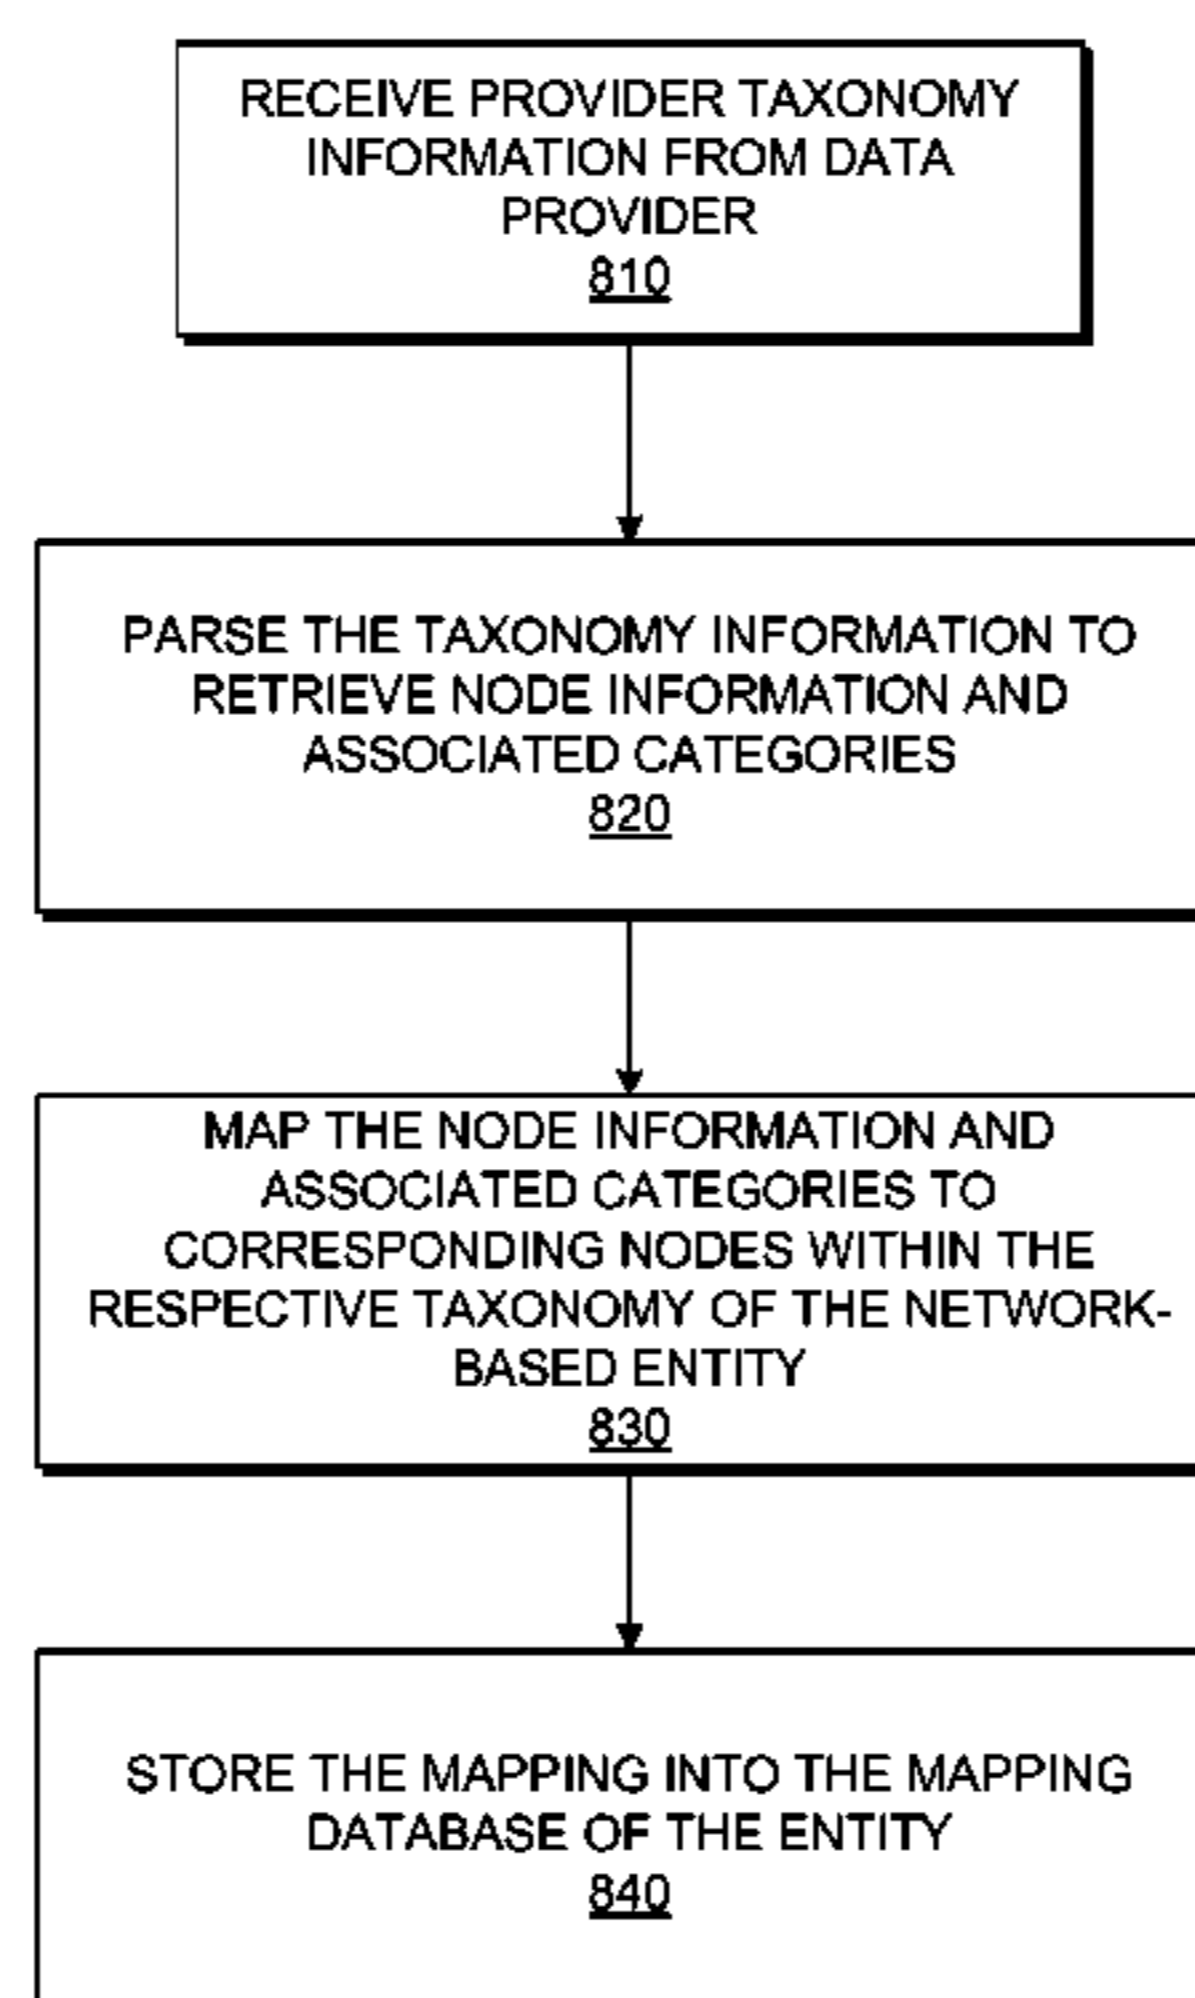 RECEIVE PROVIDER TAXONOMY
INFORMATION FROM DATA
PROVIDER
810
PARSE THE TAXONOMY INFORMATION TO
RETRIEVE NODE INFORMATION AND
ASSOCIATED CATEGORIES
820
MAP THE NODE INFORMATION AND
ASSOCIATED CATEGORIES TO
CORRESPONDING NODES WITHIN THE
RESPECTIVE TAXONOMY OF THE NETWORK-
BASED ENTITY
830
STORE THE MAPPING INTO THE MAPPING
DATABASE OF THE ENTITY
840